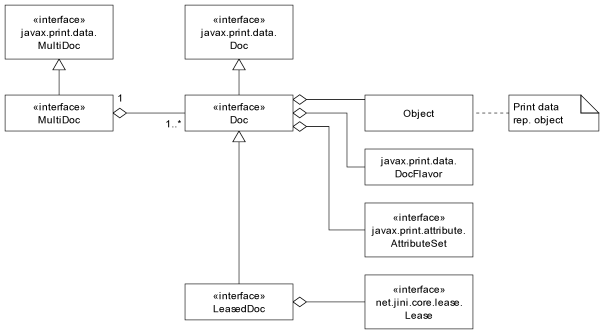 «interface»
javax.print.data.
MultiDoc
«interface»
javax.print.data.
Doc
«interface»
MultiDoc
1
1..*
«interface»
Doc
Object
Print data
rep. object
javax.print.data.
DocFlavor
«interface»
javax.print.attribute.
AttributeSet
«interface»
LeasedDoc
«interface»
net.jini.core.lease.
Lease